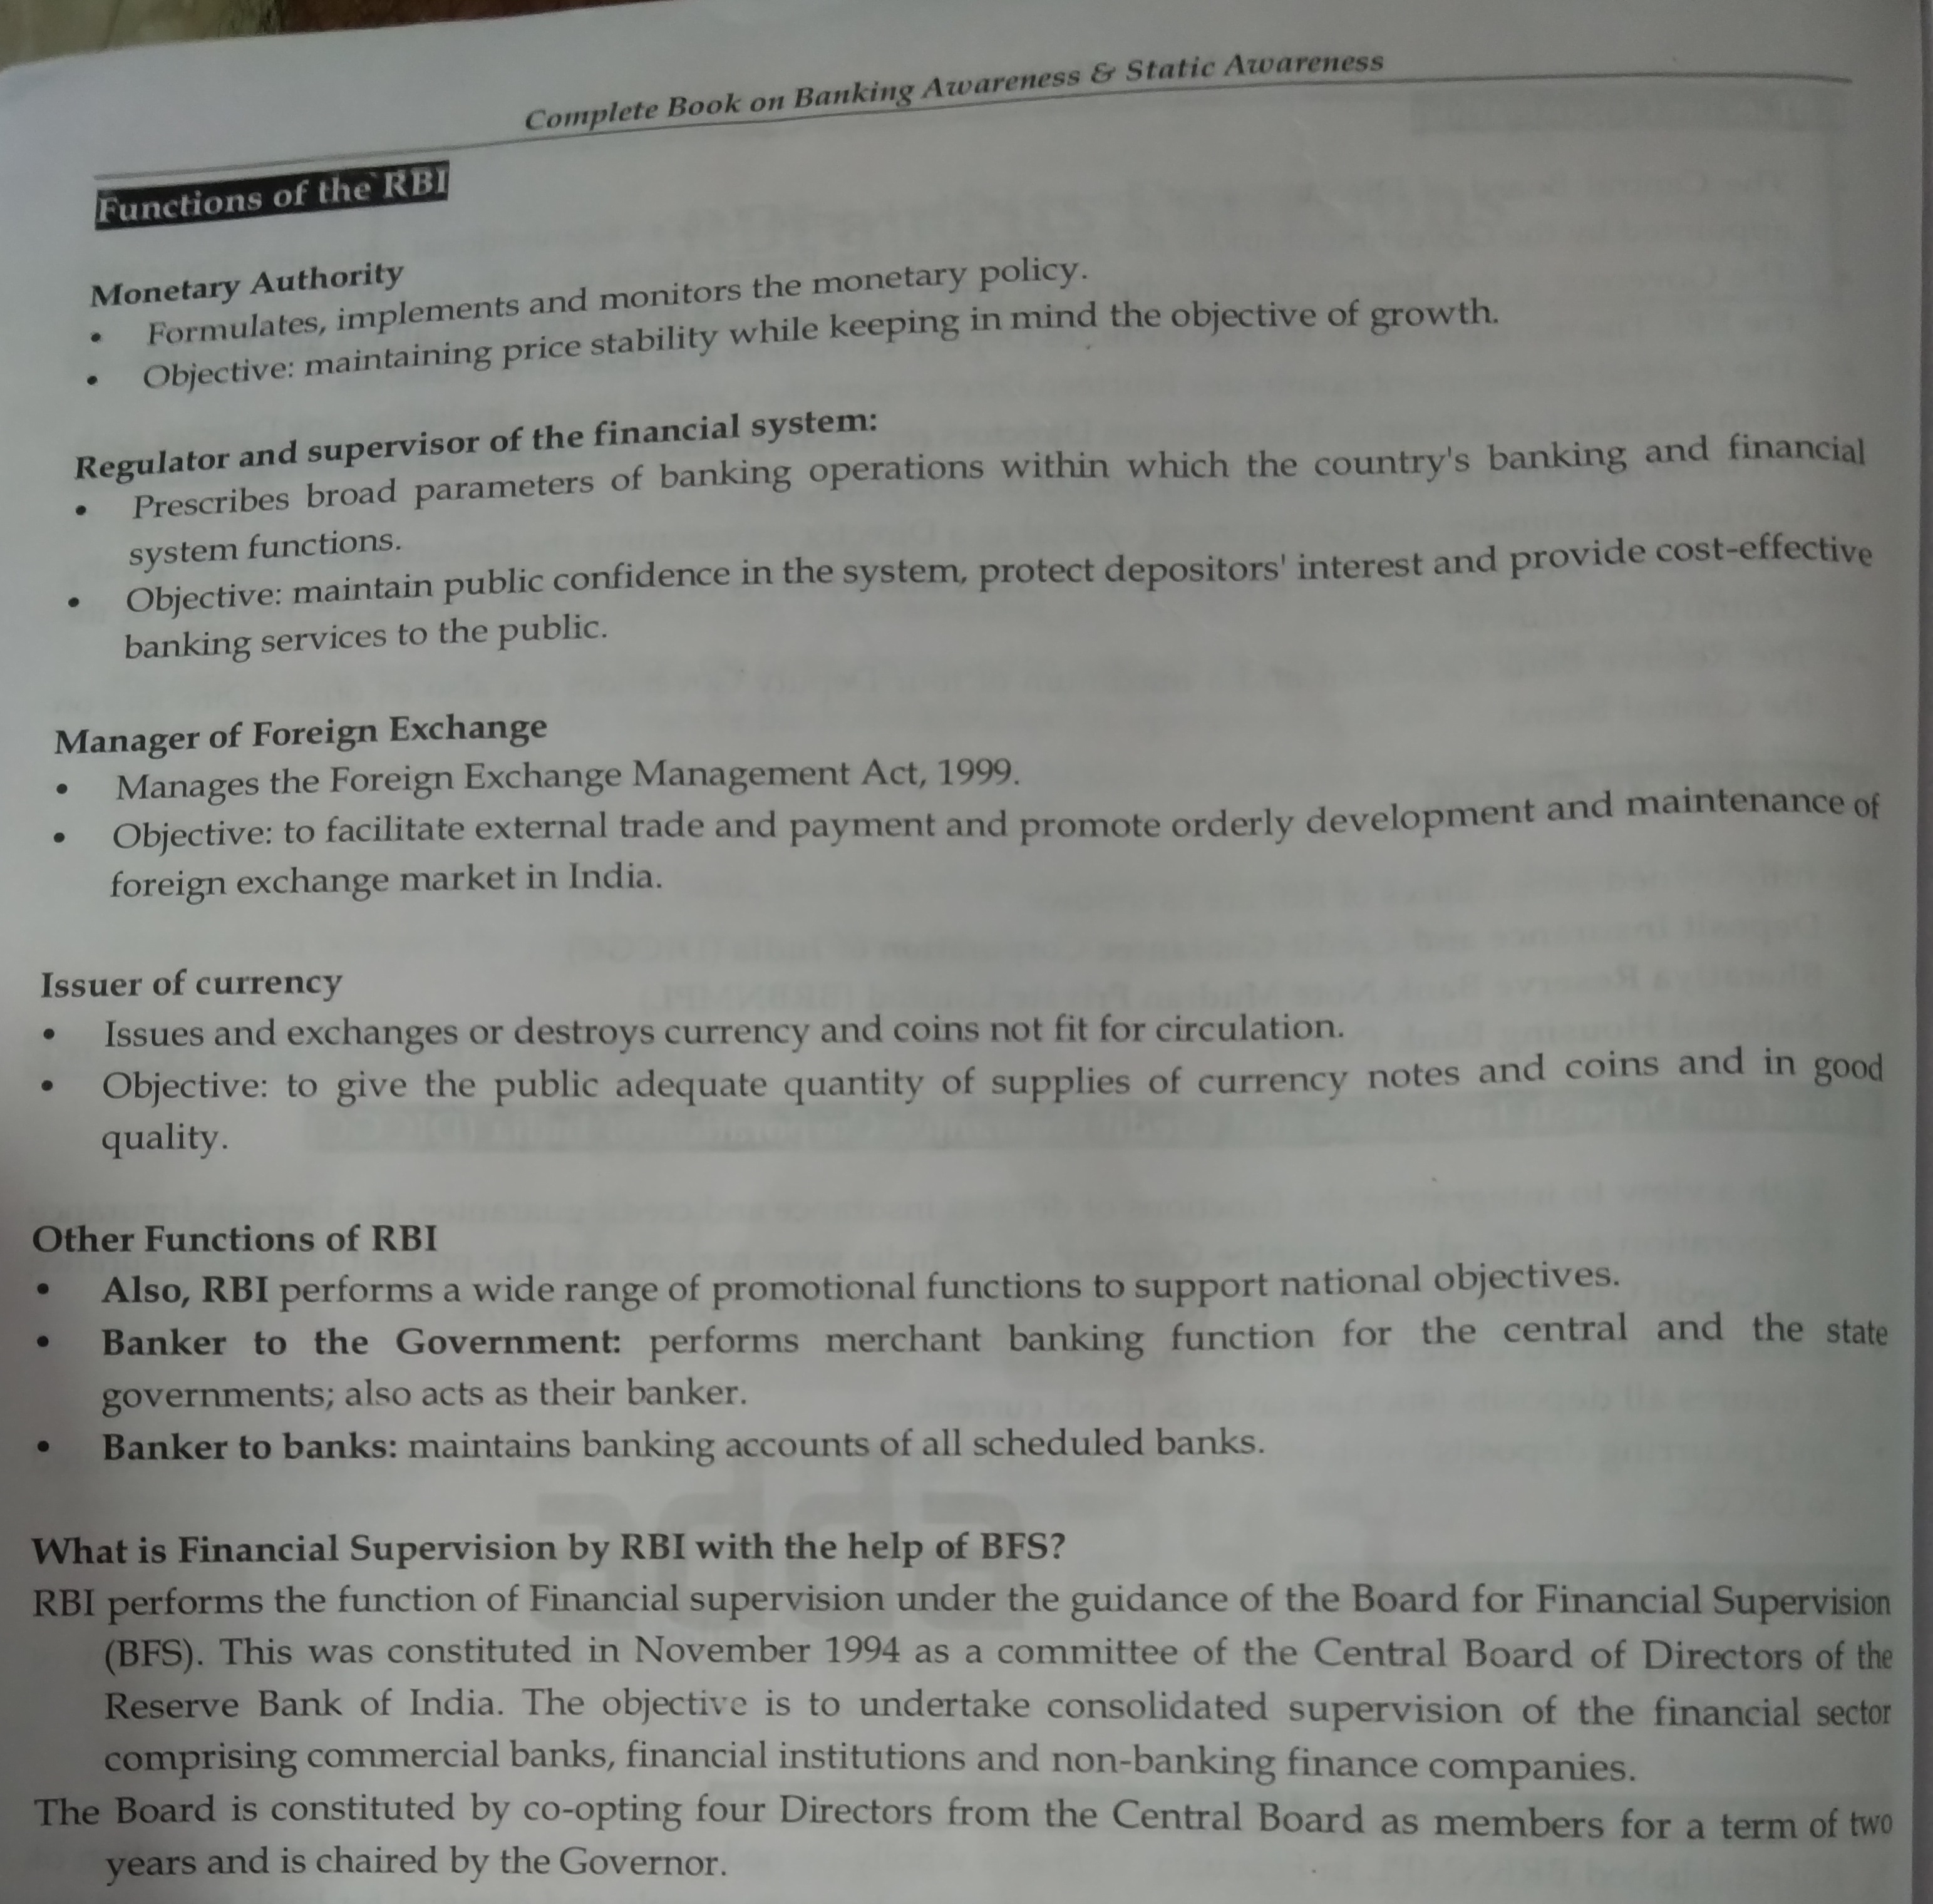 Complete Book on Banking Awareness & Static Awareness
Functions of the RBI
Monetary Authority
• Formulates, implements and monitors the monetary policy.
• Objective: maintaining price stability while keeping in mind the objective of growth.
Regulator and supervisor of the financial system:
• Prescribes broad parameters of banking operations within which the country's banking and financial
system functions.
• Objective: maintain public confidence in the system, protect depositors' interest and provide cost-effective
banking services to the public.
Manager of Foreign Exchange
• Manages the Foreign Exchange Management Act, 1999.
• Objective: to facilitate external trade and payment and promote orderly development and maintenance of
foreign exchange market in India.
Issuer of currency
• Issues and exchanges or destroys currency and coins not fit for circulation.
• Objective: to give the public adequate quantity of supplies of currency notes and coins and in good
quality.
Other Functions of RBI
• Also, RBI performs a wide range of promotional functions to support national objectives.
• Banker to the Government: performs merchant banking function for the central and the state
governments; also acts as their banker.
• Banker to banks: maintains banking accounts of all scheduled banks.
What is Financial Supervision by RBI with the help of BFS?
RBI performs the function of Financial supervision under the guidance of the Board for Financial Supervision
(BFS). This was constituted in November 1994 as a committee of the Central Board of Directors of the
Reserve Bank of India. The objective is to undertake consolidated supervision of the financial sector
comprising commercial banks, financial institutions and non-banking finance companies.
The Board is constituted by co-opting four Directors from the Central Board as members for a term of two
years and is chaired by the Governor.